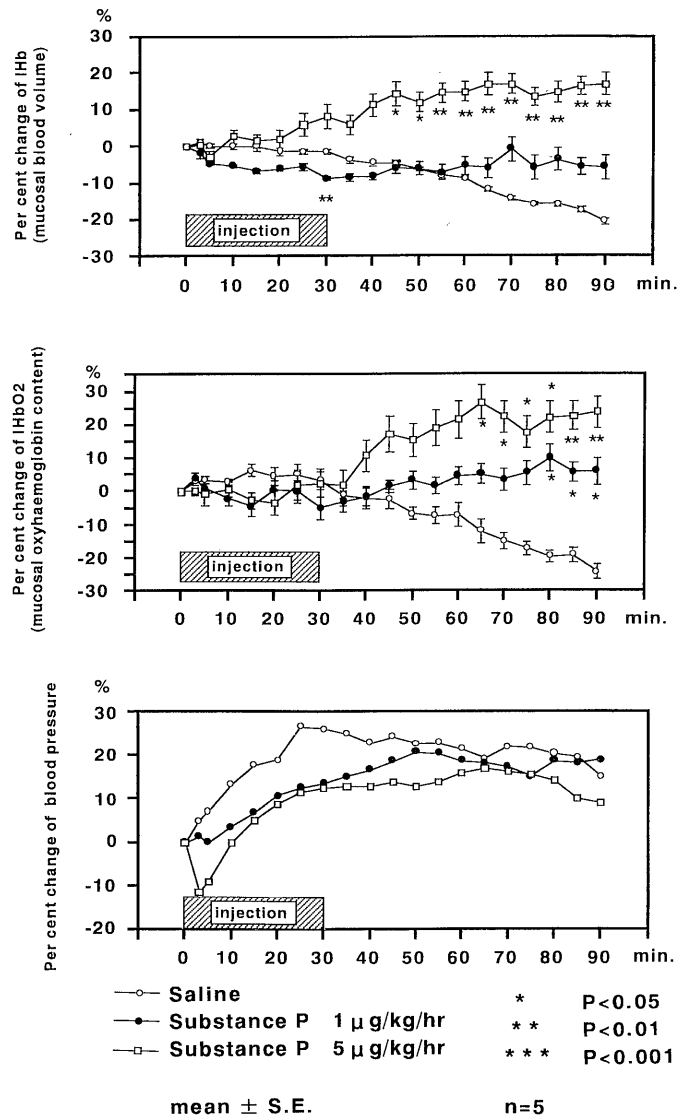 %
Per cent change of IHb
(mucosal blood volume)
30
20
10
0
-10
-20
-30
* * ** ** ** ** ** ** ** **
**
injection
0 10 20 30 40 50 60 70 80 90 min.
%
Per cent change of IHbO2
(mucosal oxyhaemoglobin content)
30
20
10
0
-10
-20
-30
* * * * ** **
* * *
injection
0 10 20 30 40 50 60 70 80 90 min.
%
Per cent change of blood pressure
30
20
10
0
-10
-20
injection
0 10 20 30 40 50 60 70 80 90 min.
Saline * P<0.05
Substance P 1 μg/kg/hr ** P<0.01
Substance P 5 μg/kg/hr *** P<0.001
mean ± S.E. n=5